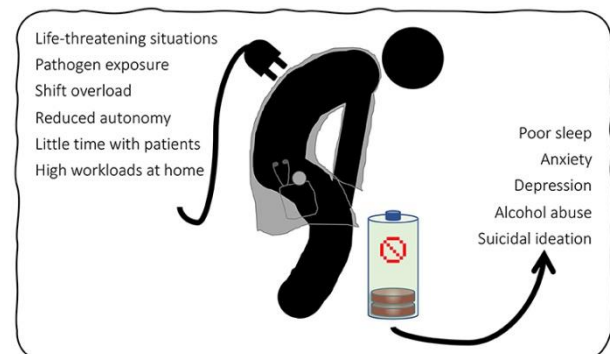 Life-threatening situations
Pathogen exposure
Shift overload
Reduced autonomy
Little time with patients
High workloads at home
Poor sleep
Anxiety
Depression
Alcohol abuse
Suicidal ideation